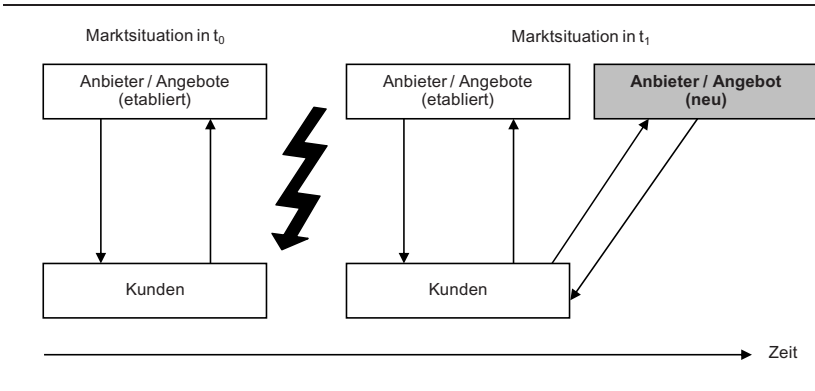 Marktsituation in t₀
Marktsituation in t₁
Anbieter / Angebote
(etabliert)
Anbieter / Angebote
(etabliert)
Anbieter / Angebot
(neu)
Kunden
Kunden
Zeit